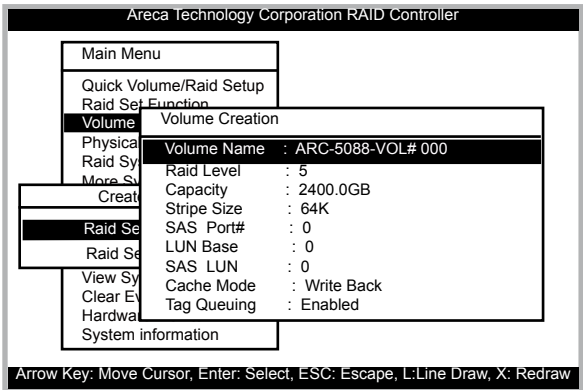 Areca Technology Corporation RAID Controller
Main Menu
Quick Volume/Raid Setup
Raid Set Function
Volume
Physica
Raid Sy
More Sy
Creat
Raid Se
Raid Se
View Sy
Clear Ev
Hardwa
System information
Volume Creation
Volume Name : ARC-5088-VOL# 000
Raid Level : 5
Capacity : 2400.0GB
Stripe Size : 64K
SAS Port# : 0
LUN Base : 0
SAS LUN : 0
Cache Mode : Write Back
Tag Queuing : Enabled
Arrow Key: Move Cursor, Enter: Select, ESC: Escape, L:Line Draw, X: Redraw